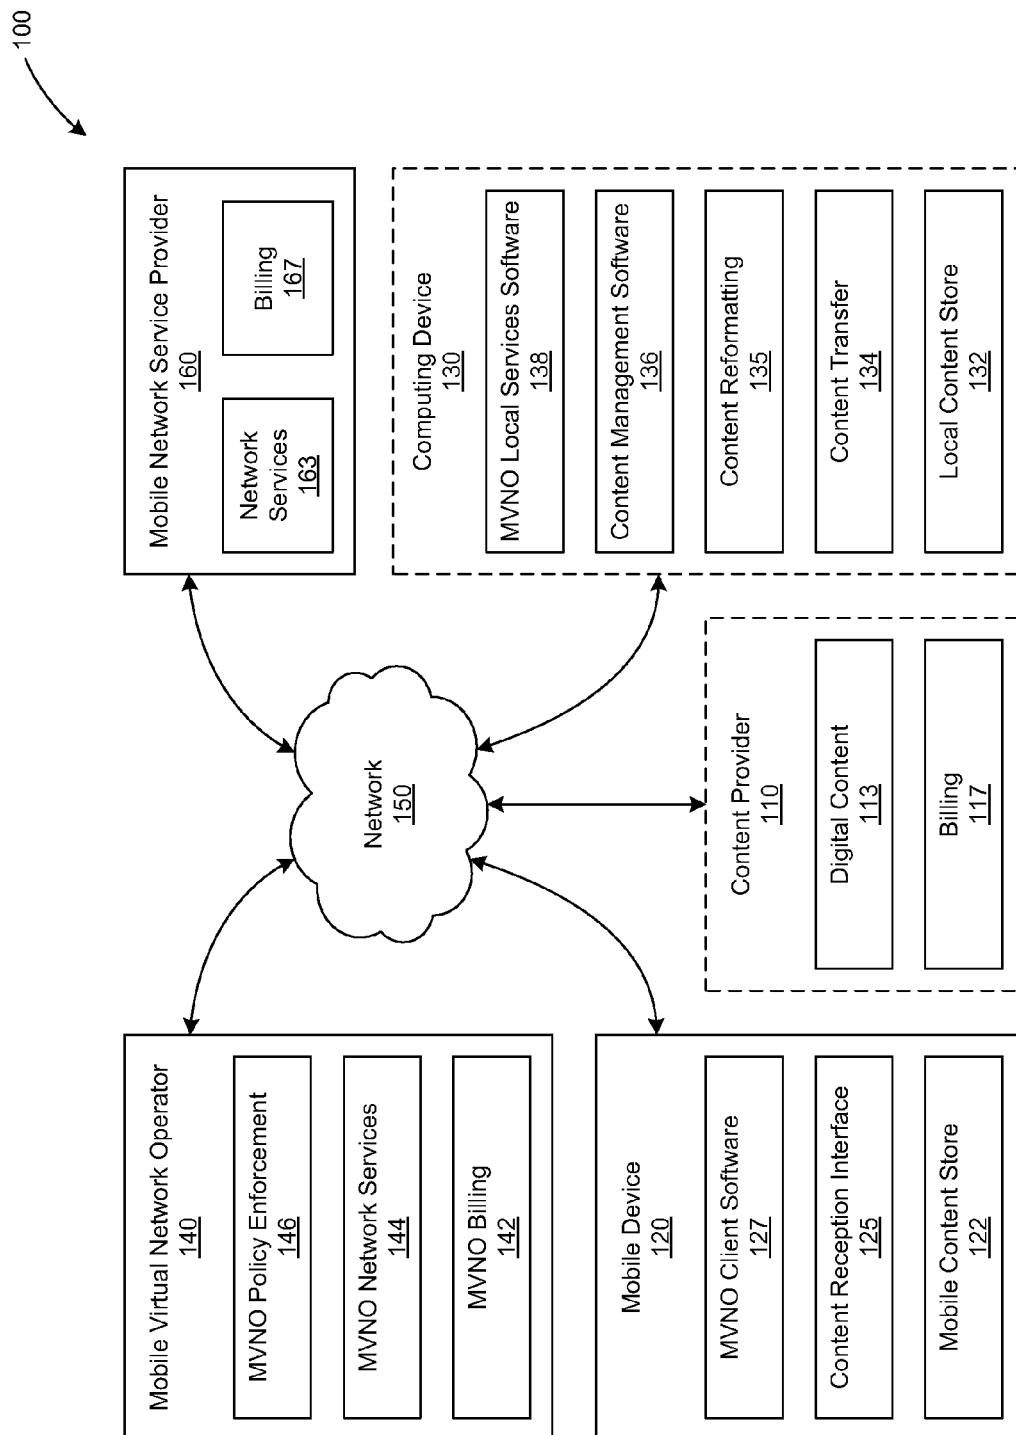 100
Mobile Virtual Network Operator
140
MVNO Policy Enforcement
146
MVNO Network Services
144
MVNO Billing
142
Network
150
Mobile Network Service Provider
160
Network
Services
163
Billing
167
Mobile Device
120
MVNO Client Software
127
Content Reception Interface
125
Mobile Content Store
122
Content Provider
110
Digital Content
113
Billing
117
Computing Device
130
MVNO Local Services Software
138
Content Management Software
136
Content Reformatting
135
Content Transfer
134
Local Content Store
132